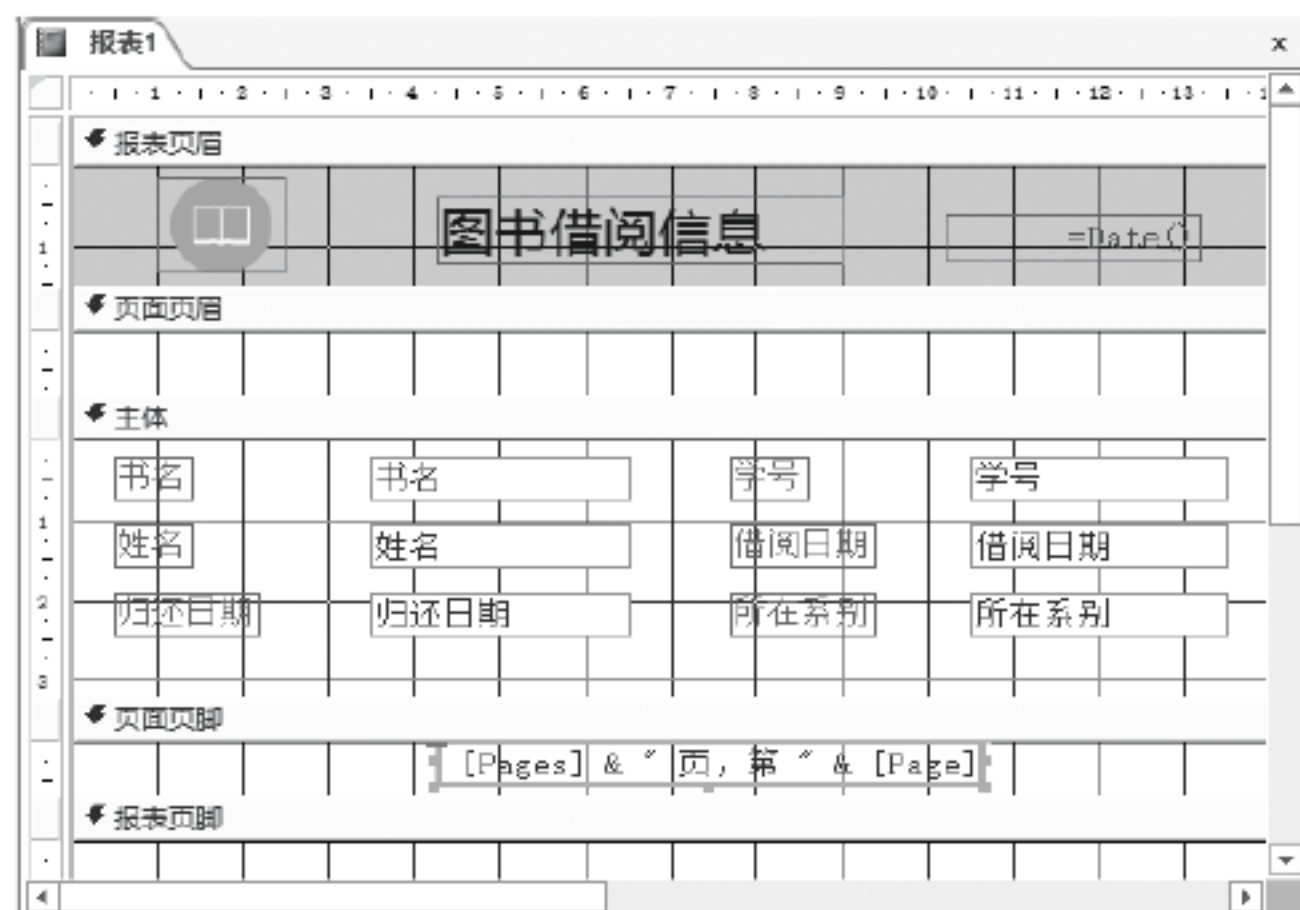 报表1 x
1 2 3 4 5 6 7 8 9 10 11 12 13 1
报表页眉
图书借阅信息 =Date()
1
页面页眉
主体
书名 书名 学号 学号
1
姓名 姓名 借阅日期 借阅日期
2
归还日期 归还日期 所在系别 所在系别
3
页面页脚
[Pages] & " 页, 第 " & [Page]
报表页脚